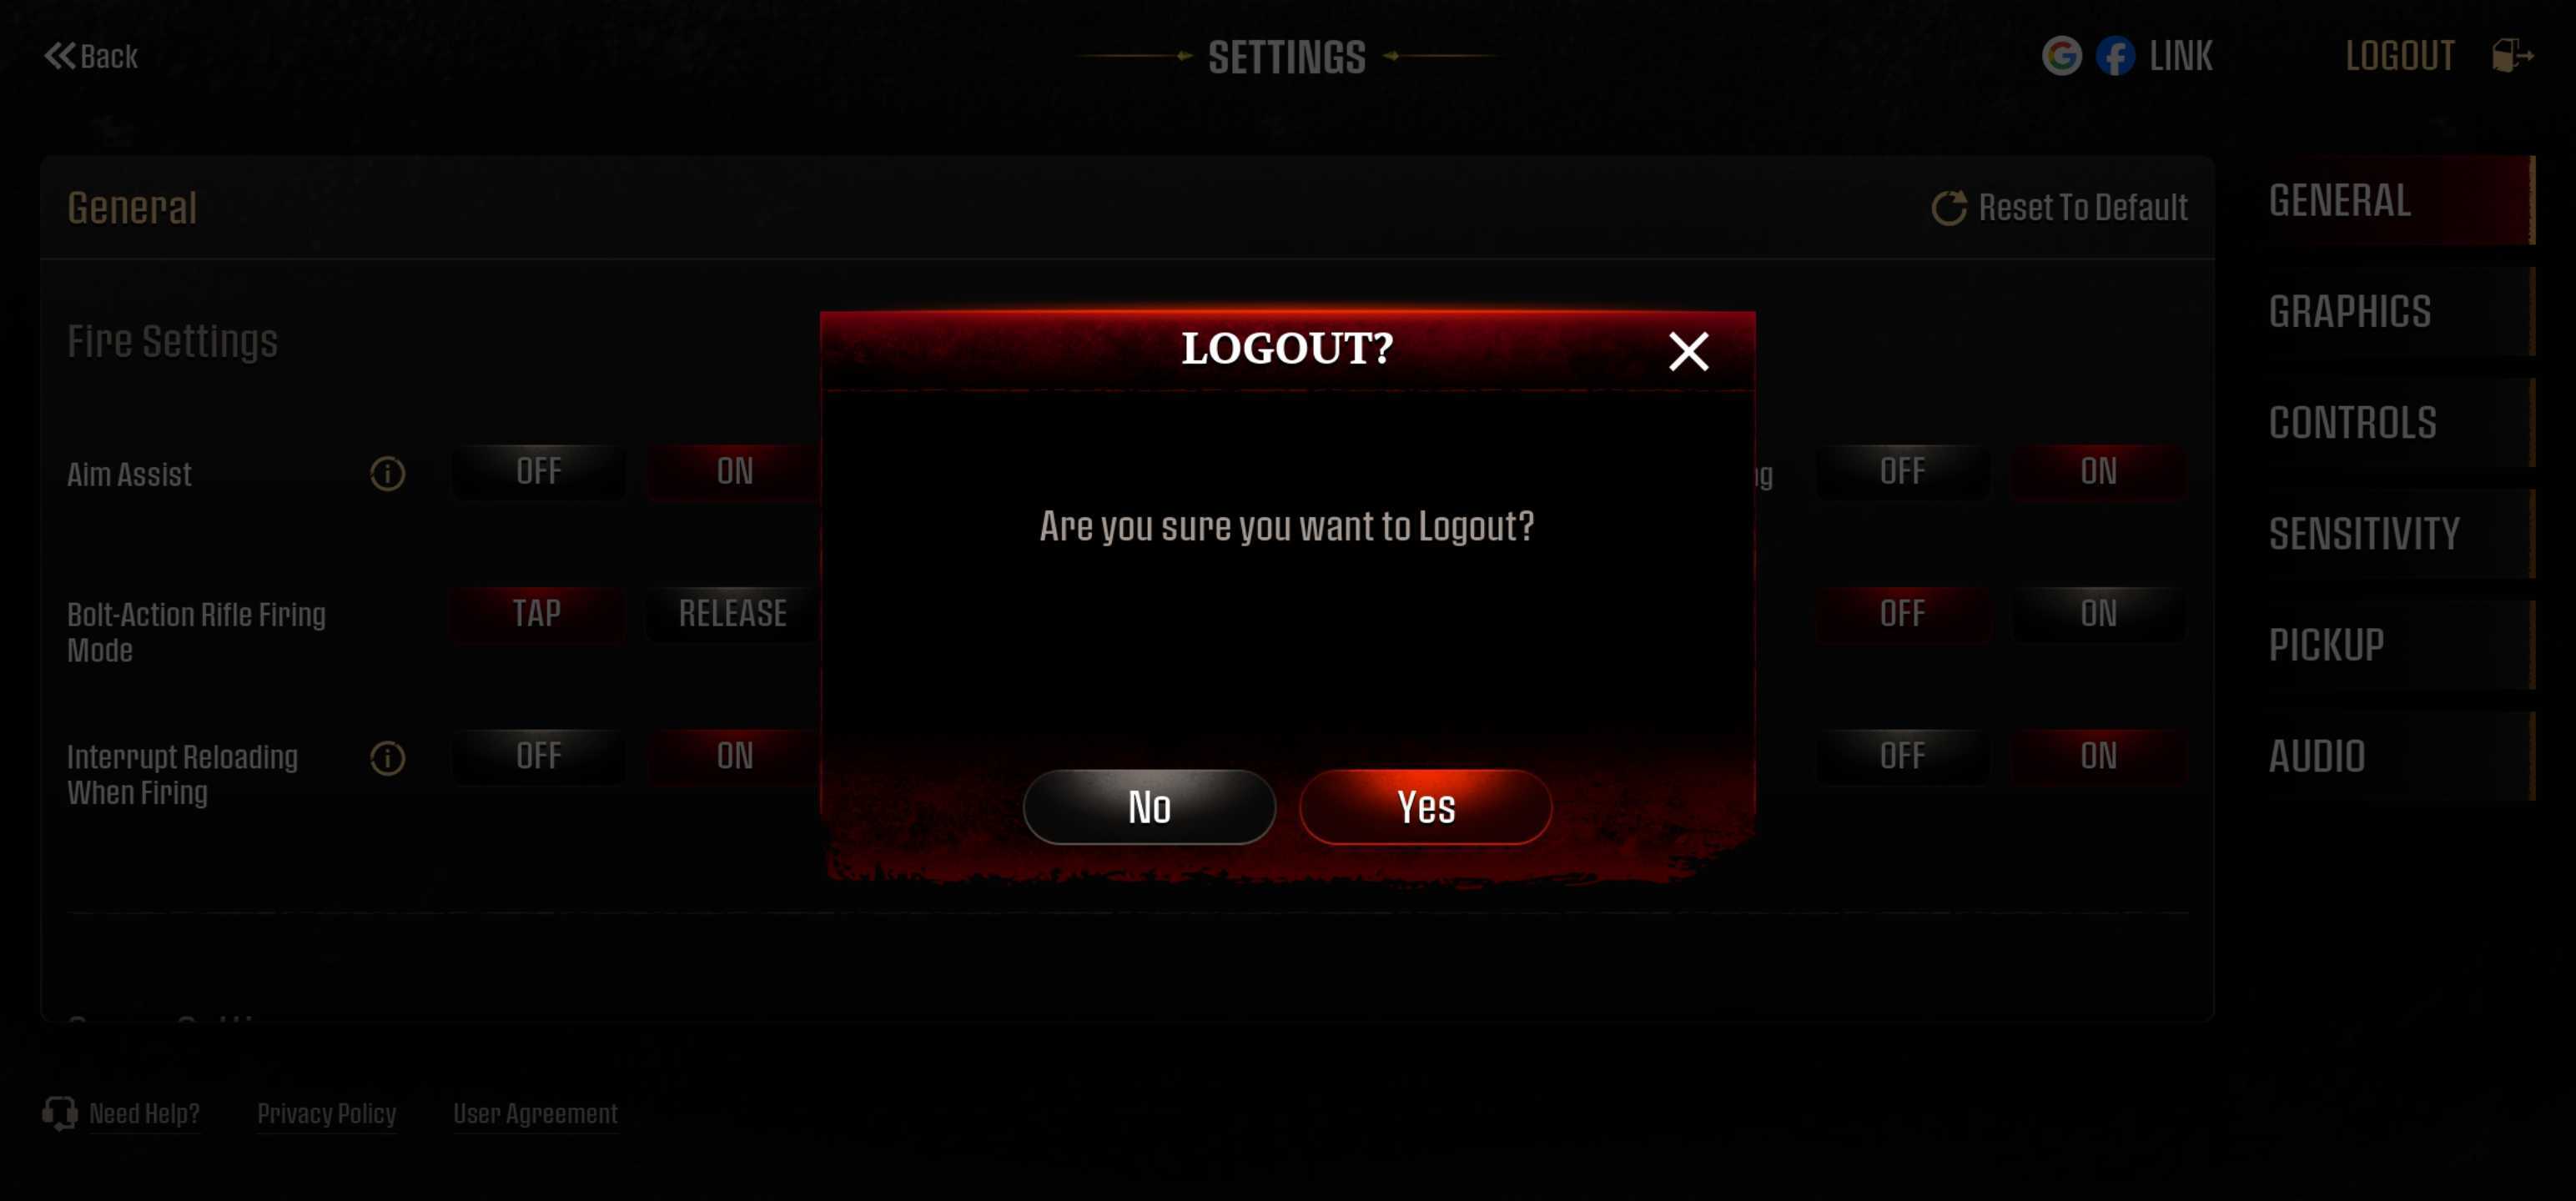 Back
SETTINGS
LINK
LOGOUT
General
Reset To Default
GENERAL
GRAPHICS
CONTROLS
SENSITIVITY
PICKUP
AUDIO
Fire Settings
Aim Assist
OFF
ON
OFF
ON
Bolt-Action Rifle Firing
Mode
TAP
RELEASE
OFF
ON
Interrupt Reloading
When Firing
OFF
ON
OFF
ON
LOGOUT?
Are you sure you want to Logout?
No
Yes
Need Help?
Privacy Policy
User Agreement